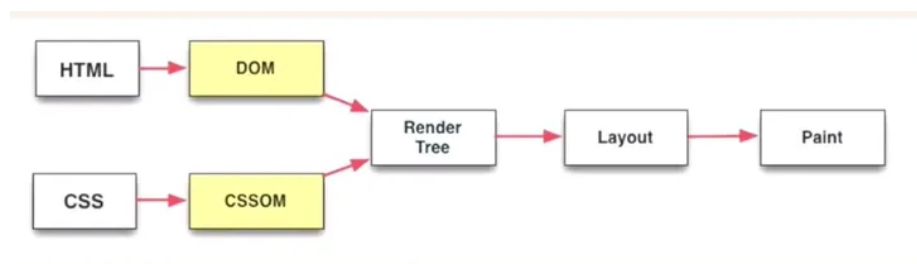 HTML
DOM
Render
Tree
Layout
Paint
CSS
CSSOM